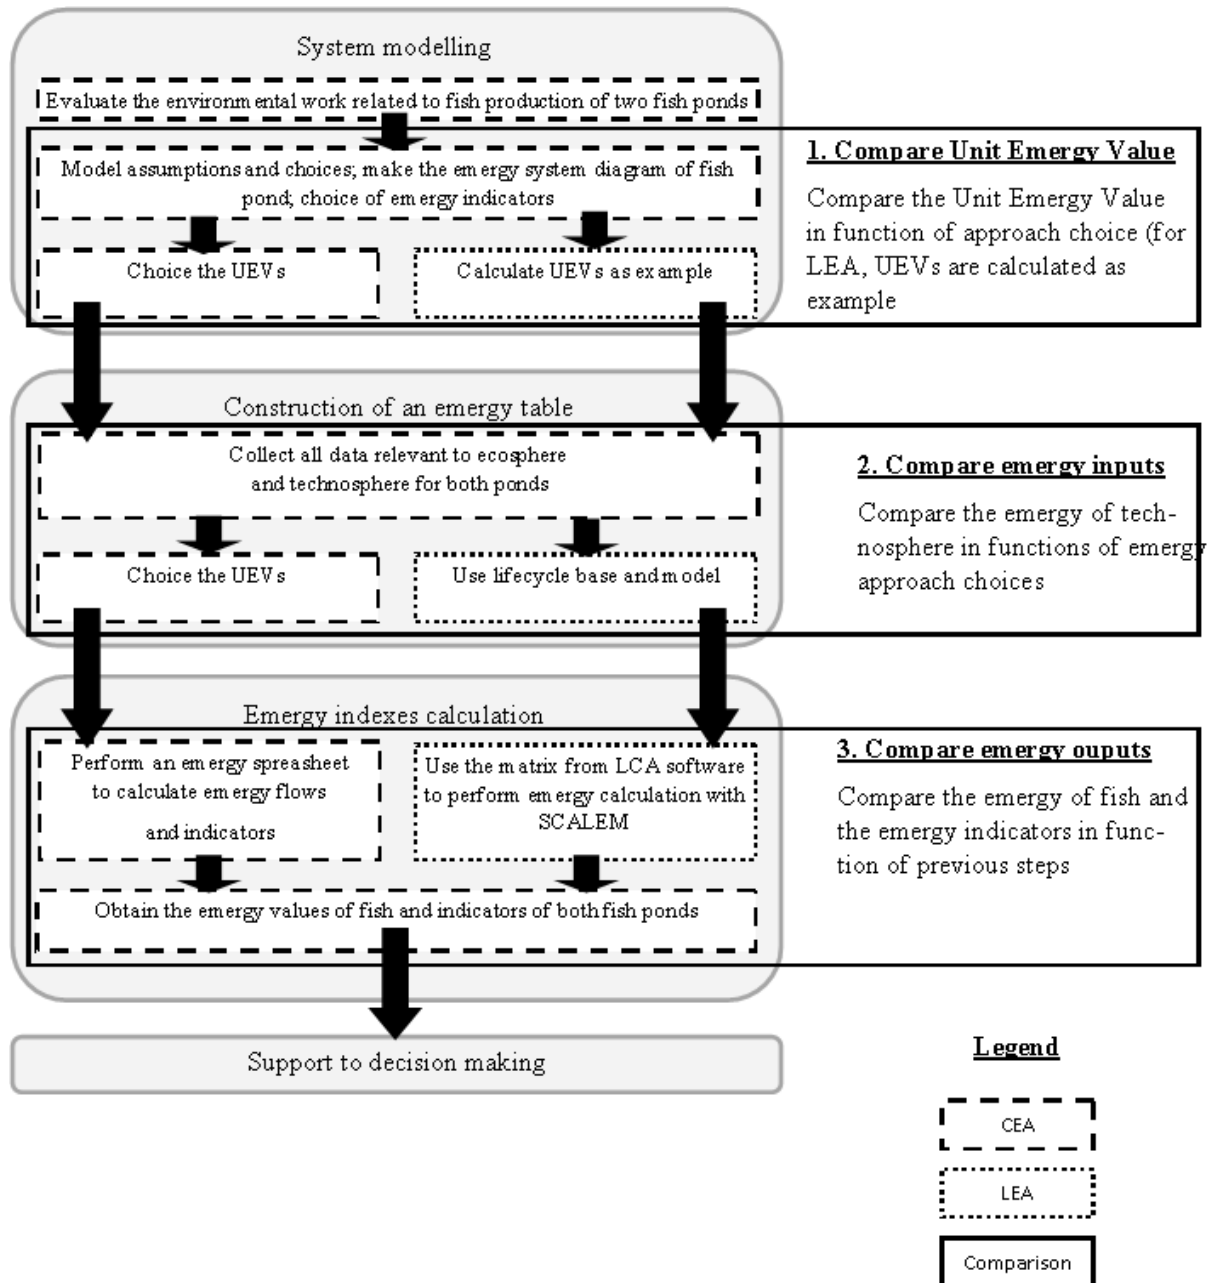 System modelling
Evaluate the environmental work related to fish production of two fish ponds
Model assumptions and choices; make the emergy system diagram of fish
pond; choice of emergy indicators
Choice the UEVs
Calculate UEVs as example
1. Compare Unit Emergy Value
Compare the Unit Emergy Value
in function of approach choice (for
LEA, UEVs are calculated as
example
Construction of an emergy table
Collect all data relevant to ecosphere
and technosphere for both ponds
Choice the UEVs
Use lifecycle base and model
2. Compare emergy inputs
Compare the emergy of tech-
nosphere in functions of emergy
approach choices
Emergy indexes calculation
Perform an emergy spreasheet
to calculate emergy flows
and indicators
Use the matrix from LCA software
to perform emergy calculation with
SCALEM
Obtain the emergy values of fish and indicators of both fish ponds
3. Compare emergy ouputs
Compare the emergy of fish and
the emergy indicators in func-
tion of previous steps
Support to decision making
Legend
CEA
LEA
Comparison